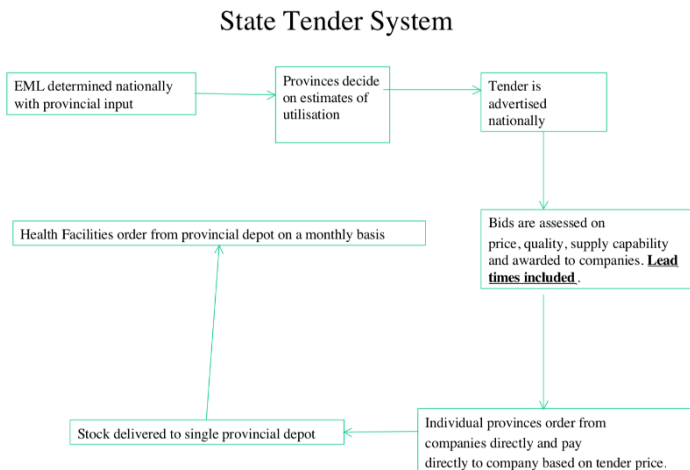 State Tender System
EML determined nationally
with provincial input
Provinces decide
on estimates of
utilisation
Tender is
advertised
nationally
Bids are assessed on
price, quality, supply capability
and awarded to companies. Lead
times included.
Individual provinces order from
companies directly and pay
directly to company based on tender price.
Stock delivered to single provincial depot
Health Facilities order from provincial depot on a monthly basis